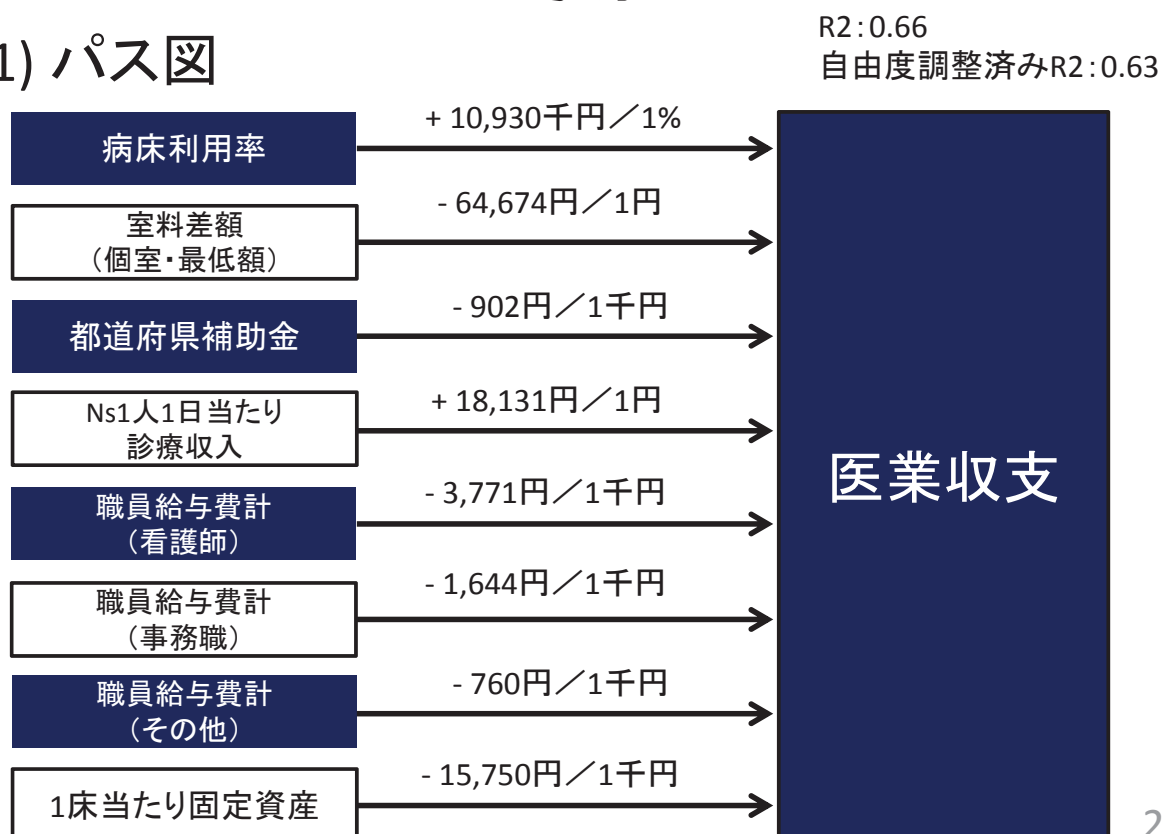 1) パス図
R2:0.66
自由度調整済みR2:0.63
病床利用率
+ 10,930千円/1%
室料差額
(個室・最低額)
- 64,674円/1円
都道府県補助金
- 902円/1千円
Ns1人1日当たり
診療収入
+ 18,131円/1円
職員給与費計
(看護師)
- 3,771円/1千円
職員給与費計
(事務職)
- 1,644円/1千円
職員給与費計
(その他)
- 760円/1千円
1床当たり固定資産
- 15,750円/1千円
医業収支
2